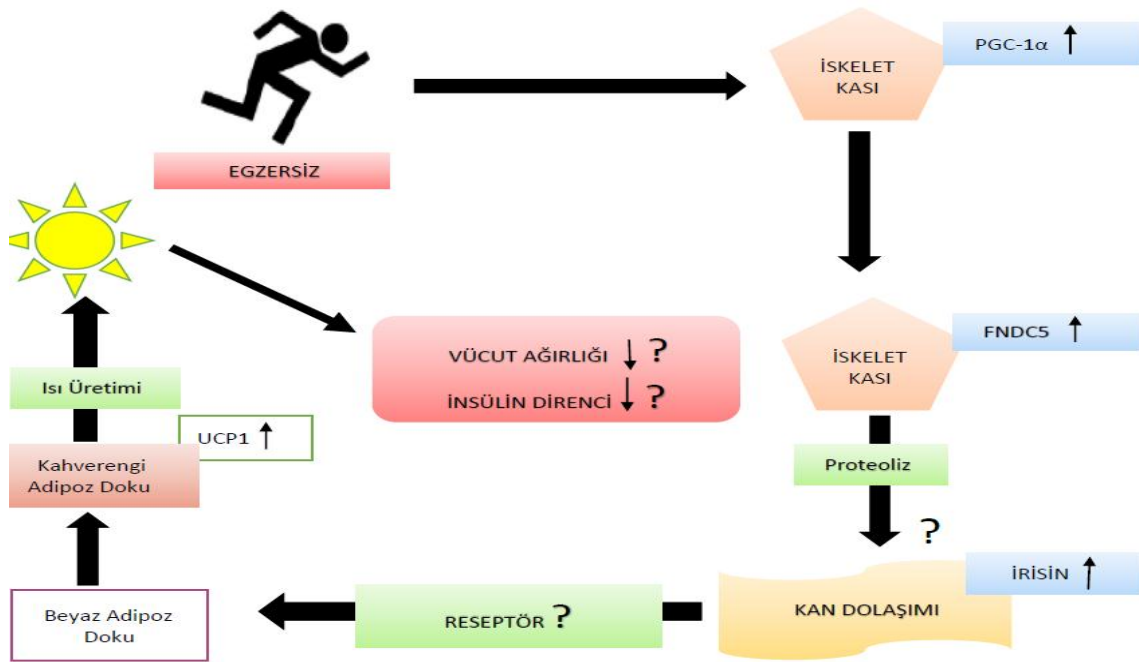 PGC-1α ↑
İSKELET
KASI
EGZERSİZ
FNDC5 ↑
İSKELET
KASI
VÜCUT AĞIRLIĞI ↓ ?
İNSÜLİN DİRENCİ ↓ ?
Isı Üretimi
UCP1 ↑
Kahverengi
Adipoz Doku
Proteoliz
?
İRİSİN ↑
KAN DOLAŞIMI
RESEPTÖR ?
Beyaz Adipoz
Doku